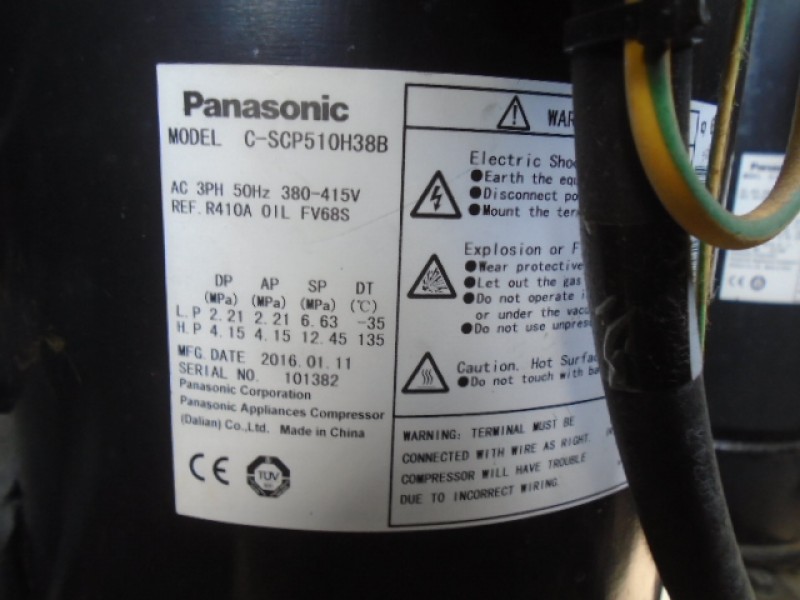 Panasonic
MODEL C-SCP510H38B
AC 3PH 50Hz 380-415V
REF. R410A OIL FV68S
DP AP SP DT
(MPa) (MPa) (MPa) (℃)
L.P 2.21 2.21 6.63 -35
H.P 4.15 4.15 12.45 135
MFG.DATE 2016.01.11
SERIAL NO. 101382
Panasonic Corporation
Panasonic Appliances Compressor
(Dalian) Co.,Ltd. Made in China
CE TÜV
WAR
Electric Shoc
●Earth the equ
●Disconnect po
●Mount the term
Explosion or F
●Wear protective
●Let out the gas
●Do not operate i
or under the vacu
●Do not use unpres
Caution. Hot Surfac
●Do not touch with ba
WARNING: TERMINAL MUST BE
CONNECTED WITH WIRE AS RIGHT.
COMPRESSOR WILL HAVE TROUBLE
DUE TO INCORRECT WIRING.
Panasonic
CE